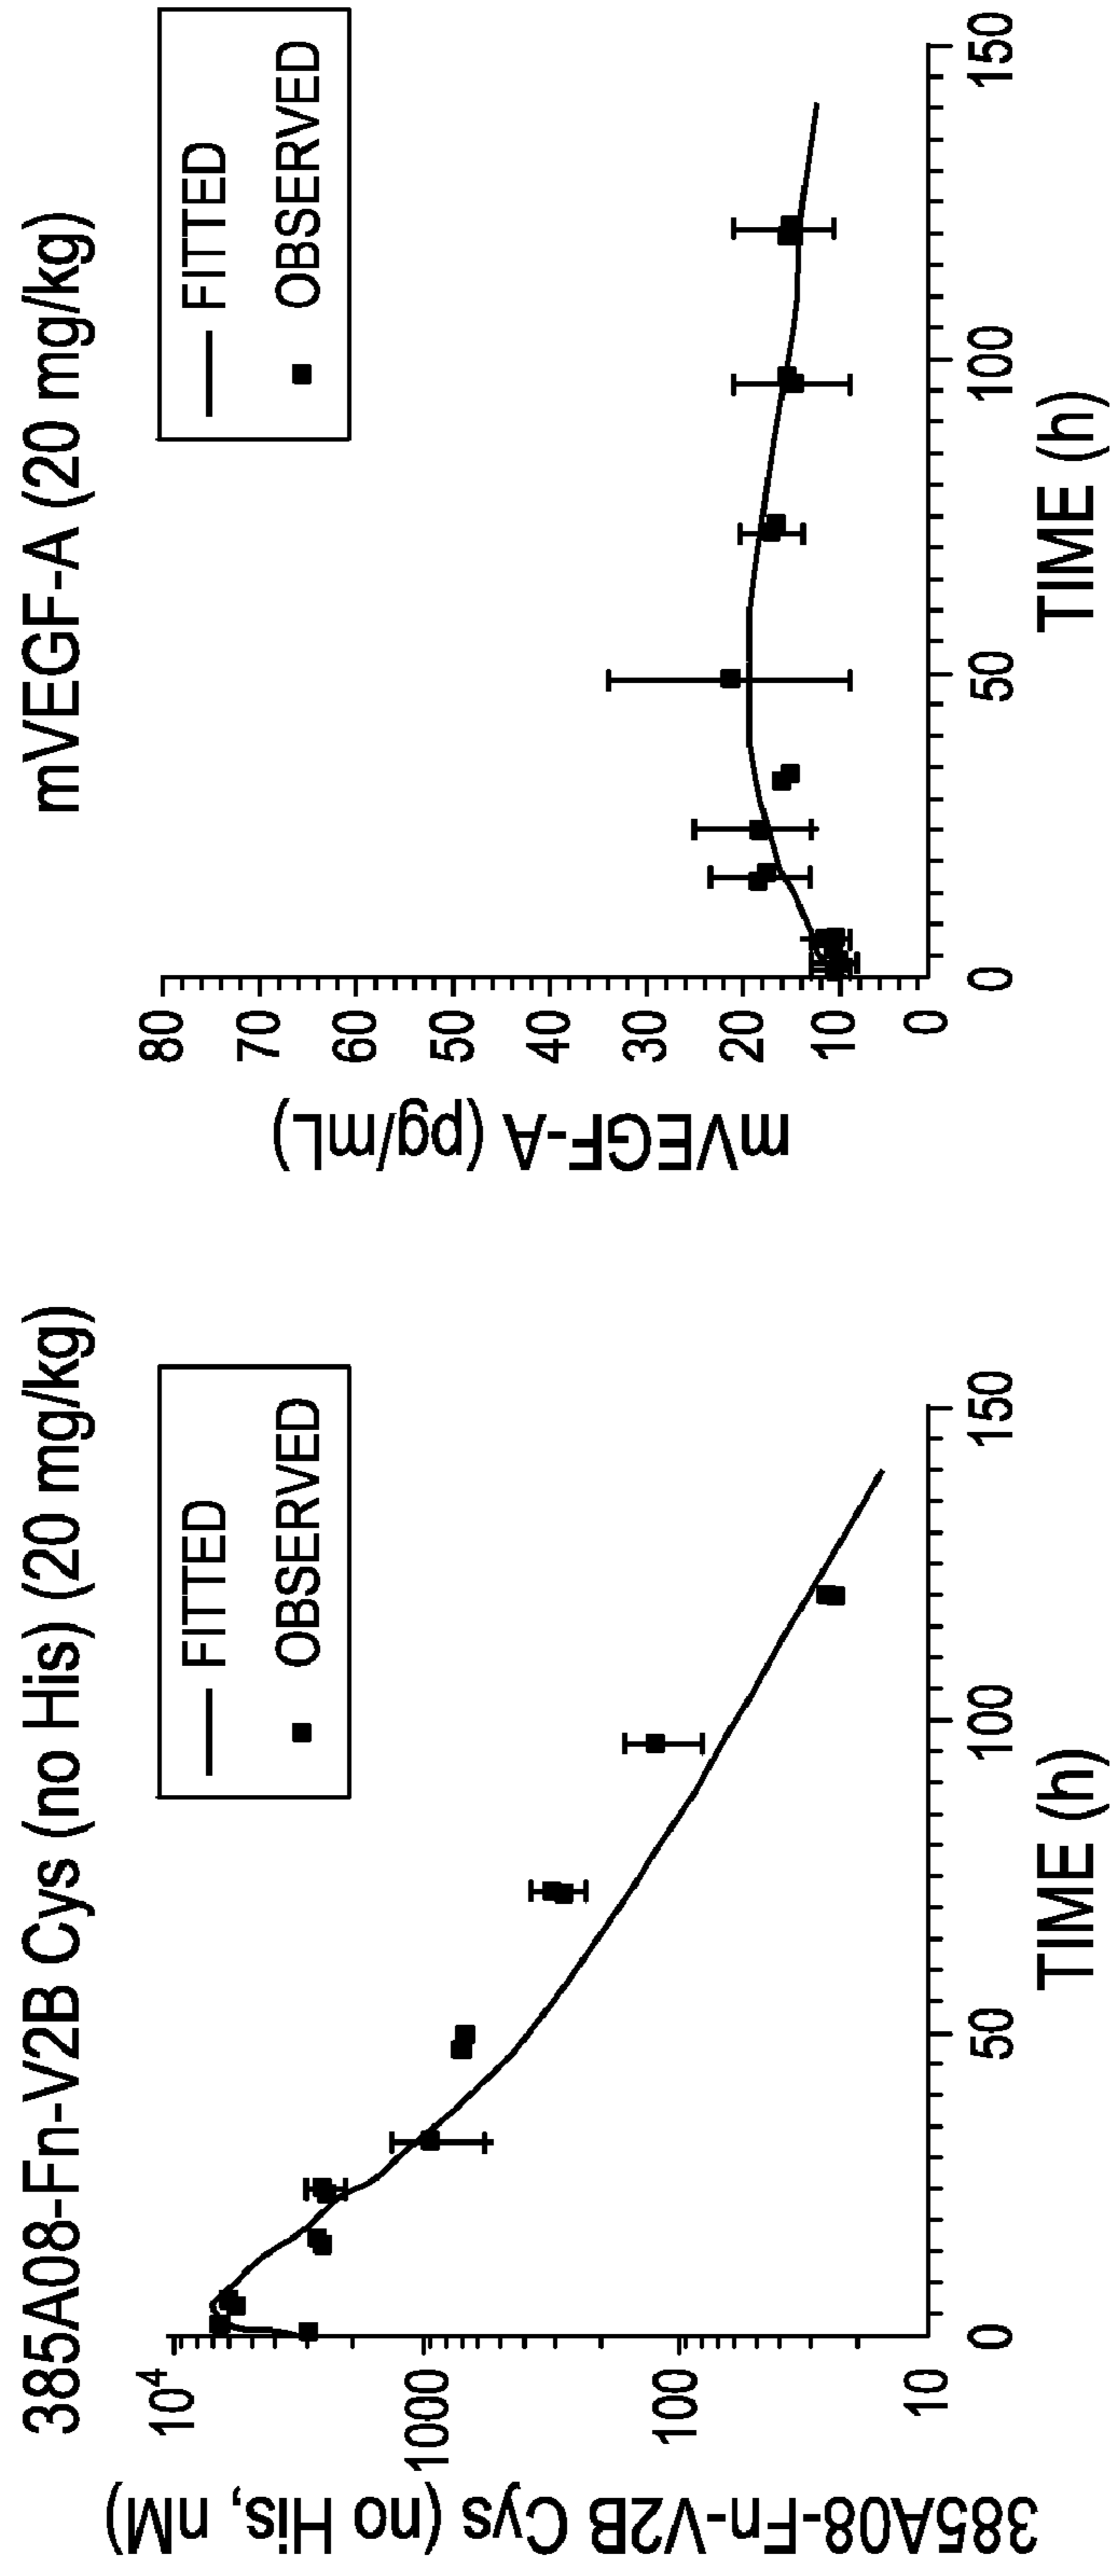 385A08-Fn-V2B Cys (no His) (20 mg/kg)
385A08-Fn-V2B Cys (no His, nM)
10⁴
1000
100
10
FITTED
OBSERVED
0
50
100
150
TIME (h)
mVEGF-A (20 mg/kg)
mVEGF-A (pg/mL)
80
70
60
50
40
30
20
10
0
FITTED
OBSERVED
0
50
100
150
TIME (h)